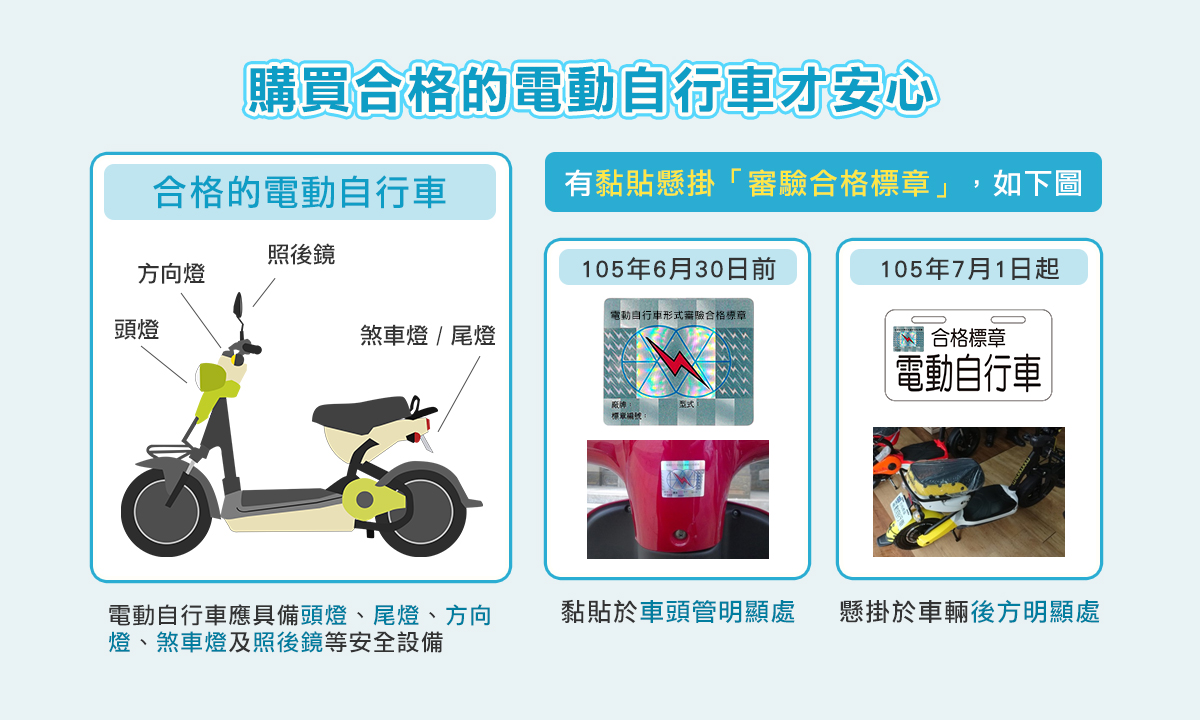 購買合格的電動自行車才安心
合格的電動自行車
照後鏡
方向燈
頭燈
煞車燈 / 尾燈
電動自行車應具備頭燈、尾燈、方向
燈、煞車燈及照後鏡等安全設備
有黏貼懸掛「審驗合格標章」，如下圖
105年6月30日前
電動自行車形式審驗合格標章
廠牌：
型式：
標章編號：
黏貼於車頭管明顯處
105年7月1日起
合格標章
電動自行車
懸掛於車輛後方明顯處